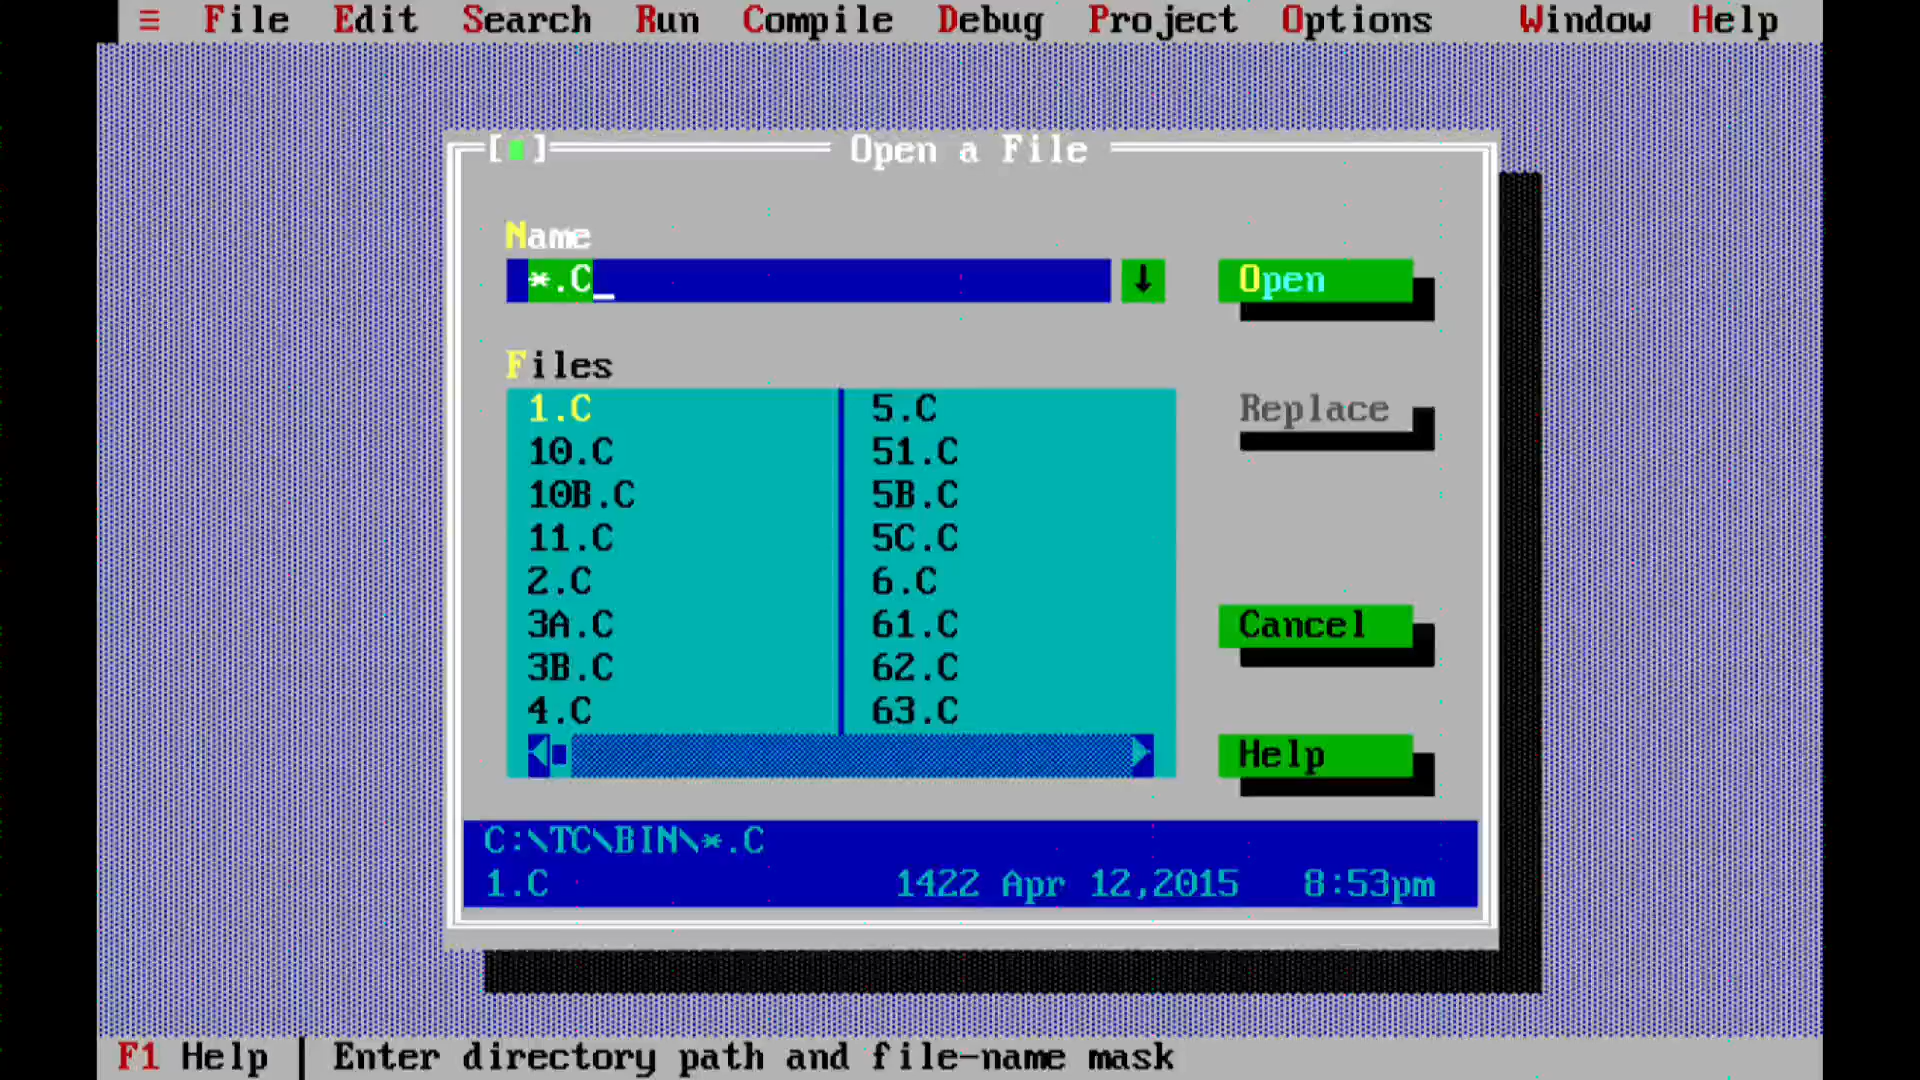 ≡ File Edit Search Run Compile Debug Project Options Window Help
[■] Open a File
Name
*.C_ ↓ Open
Files
1.C 5.C Replace
10.C 51.C
10B.C 5B.C
11.C 5C.C
2.C 6.C
3A.C 61.C Cancel
3B.C 62.C
4.C 63.C
Help
C:\TC\BIN\*.C
1.C 1422 Apr 12,2015 8:53pm
F1 Help | Enter directory path and file-name mask